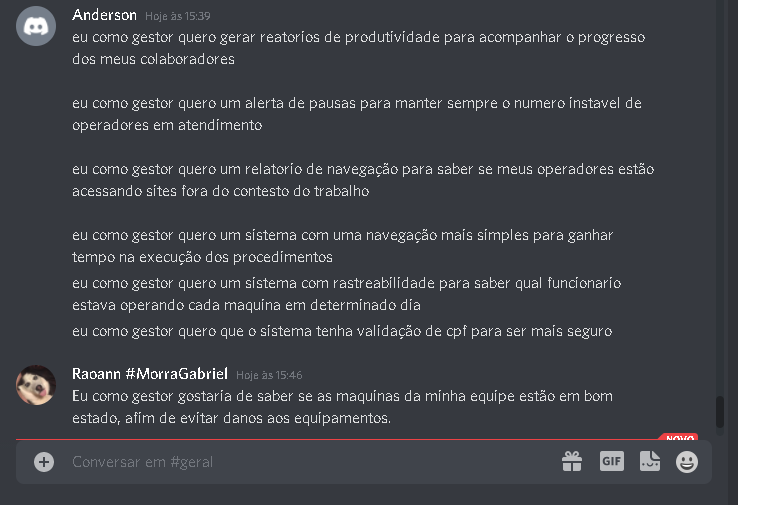 Anderson Hoje às 15:39
eu como gestor quero gerar reatorios de produtividade para acompanhar o progresso
dos meus colaboradores
eu como gestor quero um alerta de pausas para manter sempre o numero instavel de
operadores em atendimento
eu como gestor quero um relatorio de navegação para saber se meus operadores estão
acessando sites fora do contesto do trabalho
eu como gestor quero um sistema com uma navegação mais simples para ganhar
tempo na execução dos procedimentos
eu como gestor quero um sistema com rastreabilidade para saber qual funcionario
estava operando cada maquina em determinado dia
eu como gestor quero que o sistema tenha validação de cpf para ser mais seguro
Raoann #MorraGabriel Hoje às 15:46
Eu como gestor gostaria de saber se as maquinas da minha equipe estão em bom
estado, afim de evitar danos aos equipamentos.
NOVO
Conversar em #geral
GIF